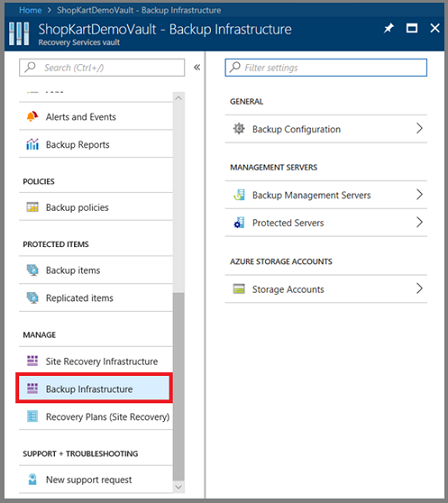 Home > ShopKartDemoVault - Backup Infrastructure
ShopKartDemoVault - Backup Infrastructure
Recovery Services vault
Search (Ctrl+/)
Alerts and Events
Backup Reports
POLICIES
Backup policies
PROTECTED ITEMS
Backup items
Replicated items
MANAGE
Site Recovery Infrastructure
Backup Infrastructure
Recovery Plans (Site Recovery)
SUPPORT + TROUBLESHOOTING
New support request
Filter settings
GENERAL
Backup Configuration
MANAGEMENT SERVERS
Backup Management Servers
Protected Servers
AZURE STORAGE ACCOUNTS
Storage Accounts